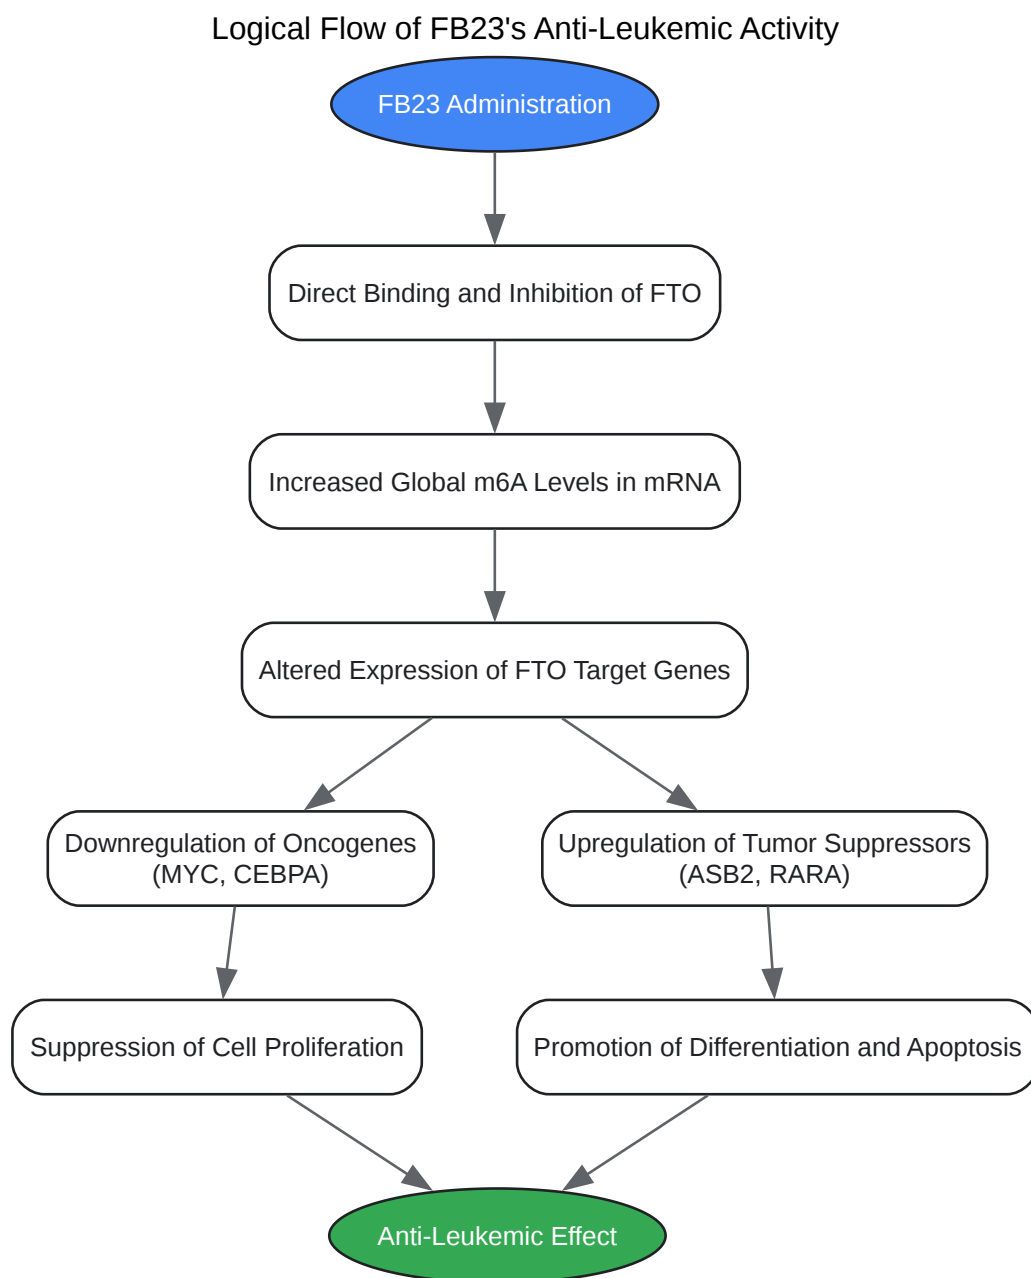 Logical Flow of FB23's Anti-Leukemic Activity
FB23 Administration
Direct Binding and Inhibition of FTO
Increased Global m6A Levels in mRNA
Altered Expression of FTO Target Genes
Downregulation of Oncogenes
(MYC, CEBPA)
Upregulation of Tumor Suppressors
(ASB2, RARA)
Suppression of Cell Proliferation
Promotion of Differentiation and Apoptosis
Anti-Leukemic Effect